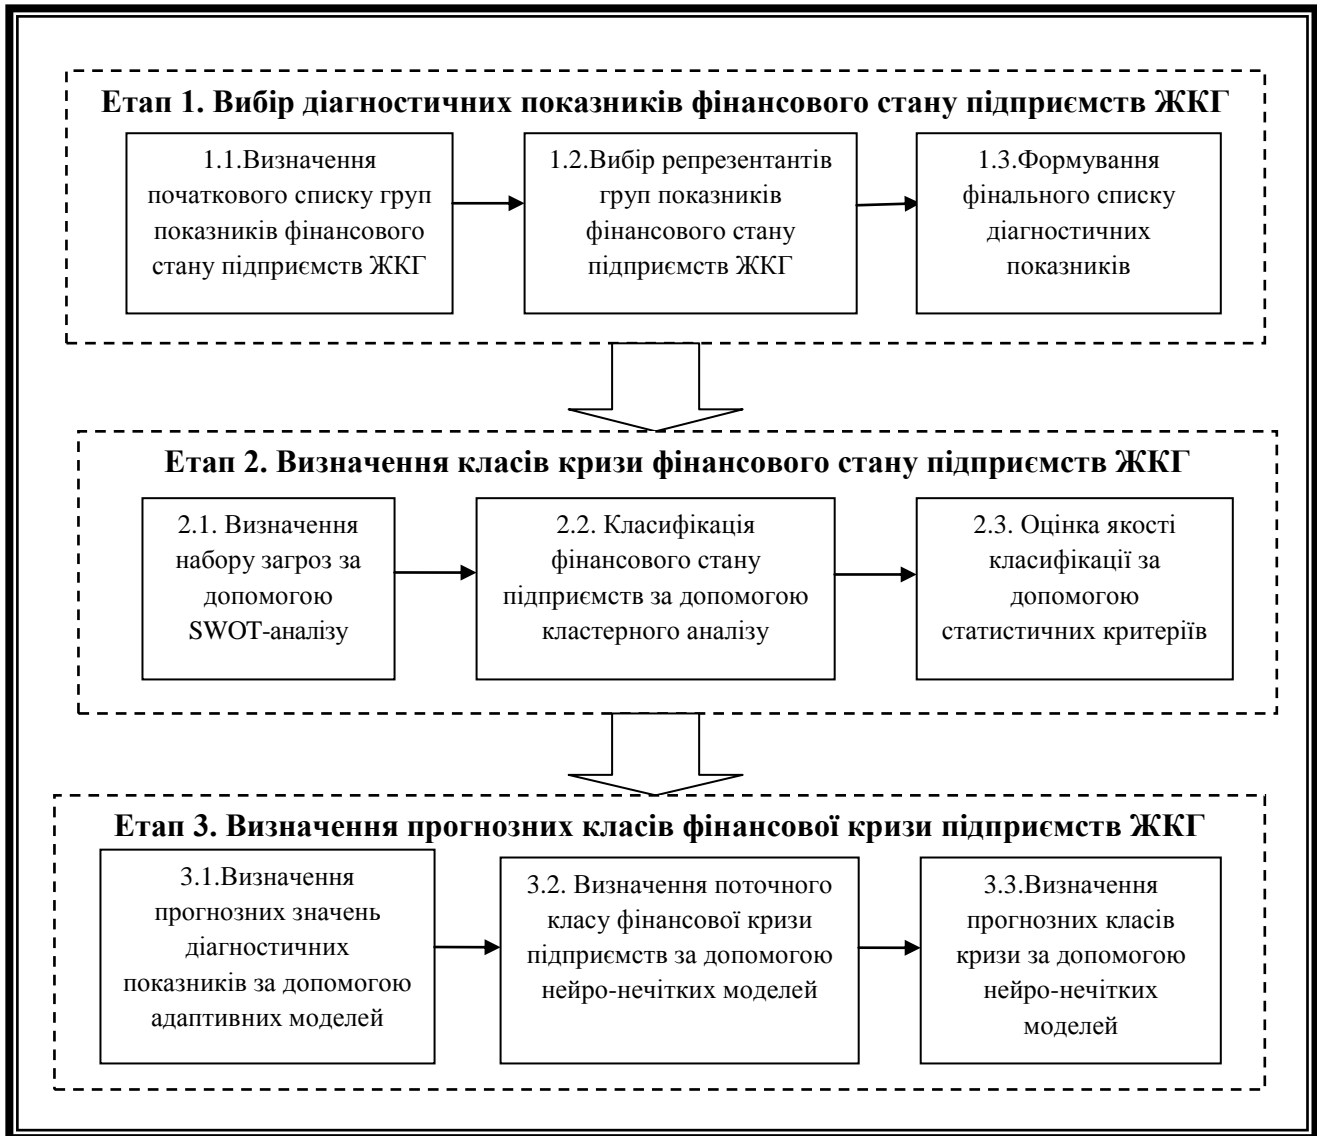 Етап 1. Вибір діагностичних показників фінансового стану підприємств ЖКГ
1.1.Визначення
початкового списку груп
показників фінансового
стану підприємств ЖКГ
1.2.Вибір репрезентантів
груп показників
фінансового стану
підприємств ЖКГ
1.3.Формування
фінального списку
діагностичних
показників
Етап 2. Визначення класів кризи фінансового стану підприємств ЖКГ
2.1. Визначення
набору загроз за
допомогою
SWOT-аналізу
2.2. Класифікація
фінансового стану
підприємств за допомогою
кластерного аналізу
2.3. Оцінка якості
класифікації за
допомогою
статистичних критеріїв
Етап 3. Визначення прогнозних класів фінансової кризи підприємств ЖКГ
3.1.Визначення
прогнозних значень
діагностичних
показників за допомогою
адаптивних моделей
3.2. Визначення поточного
класу фінансової кризи
підприємств за допомогою
нейро-нечітких моделей
3.3.Визначення
прогнозних класів
кризи за допомогою
нейро-нечітких
моделей